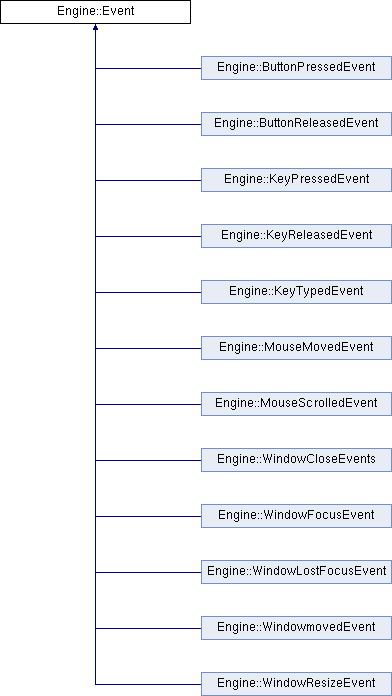 Engine::Event
Engine::ButtonPressedEvent
Engine::ButtonReleasedEvent
Engine::KeyPressedEvent
Engine::KeyReleasedEvent
Engine::KeyTypedEvent
Engine::MouseMovedEvent
Engine::MouseScrolledEvent
Engine::WindowCloseEvents
Engine::WindowFocusEvent
Engine::WindowLostFocusEvent
Engine::WindowmovedEvent
Engine::WindowResizeEvent